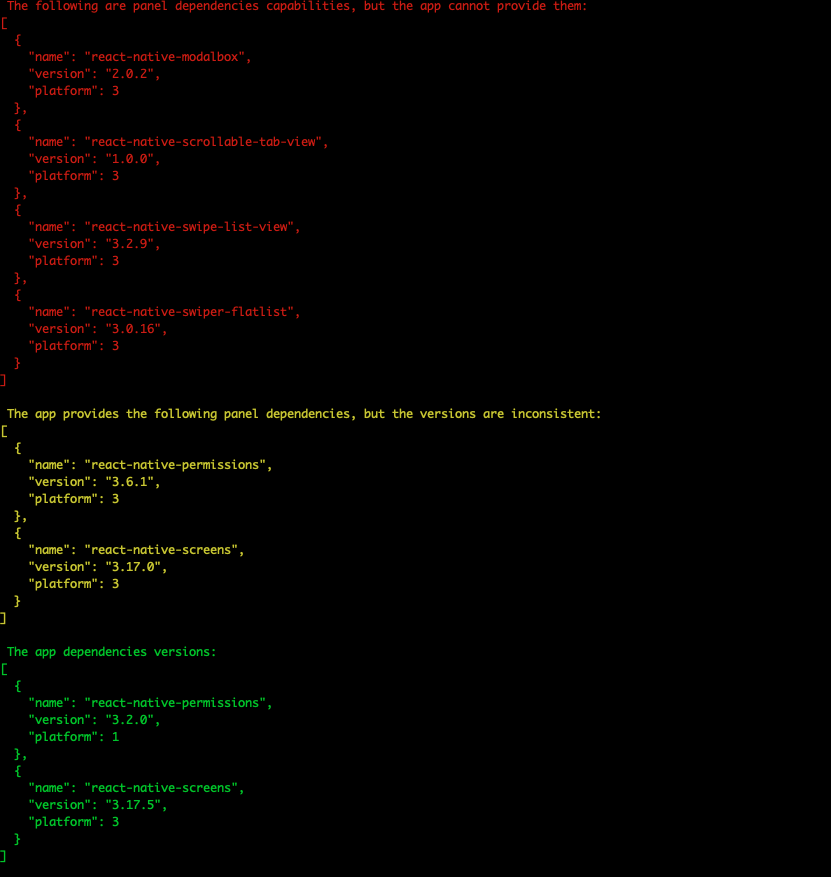 The following are panel dependencies capabilities, but the app cannot provide them:
[
  {
    "name": "react-native-modalbox",
    "version": "2.0.2",
    "platform": 3
  },
  {
    "name": "react-native-scrollable-tab-view",
    "version": "1.0.0",
    "platform": 3
  },
  {
    "name": "react-native-swipe-list-view",
    "version": "3.2.9",
    "platform": 3
  },
  {
    "name": "react-native-swiper-flatlist",
    "version": "3.0.16",
    "platform": 3
  }
]
The app provides the following panel dependencies, but the versions are inconsistent:
[
  {
    "name": "react-native-permissions",
    "version": "3.6.1",
    "platform": 3
  },
  {
    "name": "react-native-screens",
    "version": "3.17.0",
    "platform": 3
  }
]
The app dependencies versions:
[
  {
    "name": "react-native-permissions",
    "version": "3.2.0",
    "platform": 1
  },
  {
    "name": "react-native-screens",
    "version": "3.17.5",
    "platform": 3
  }
]